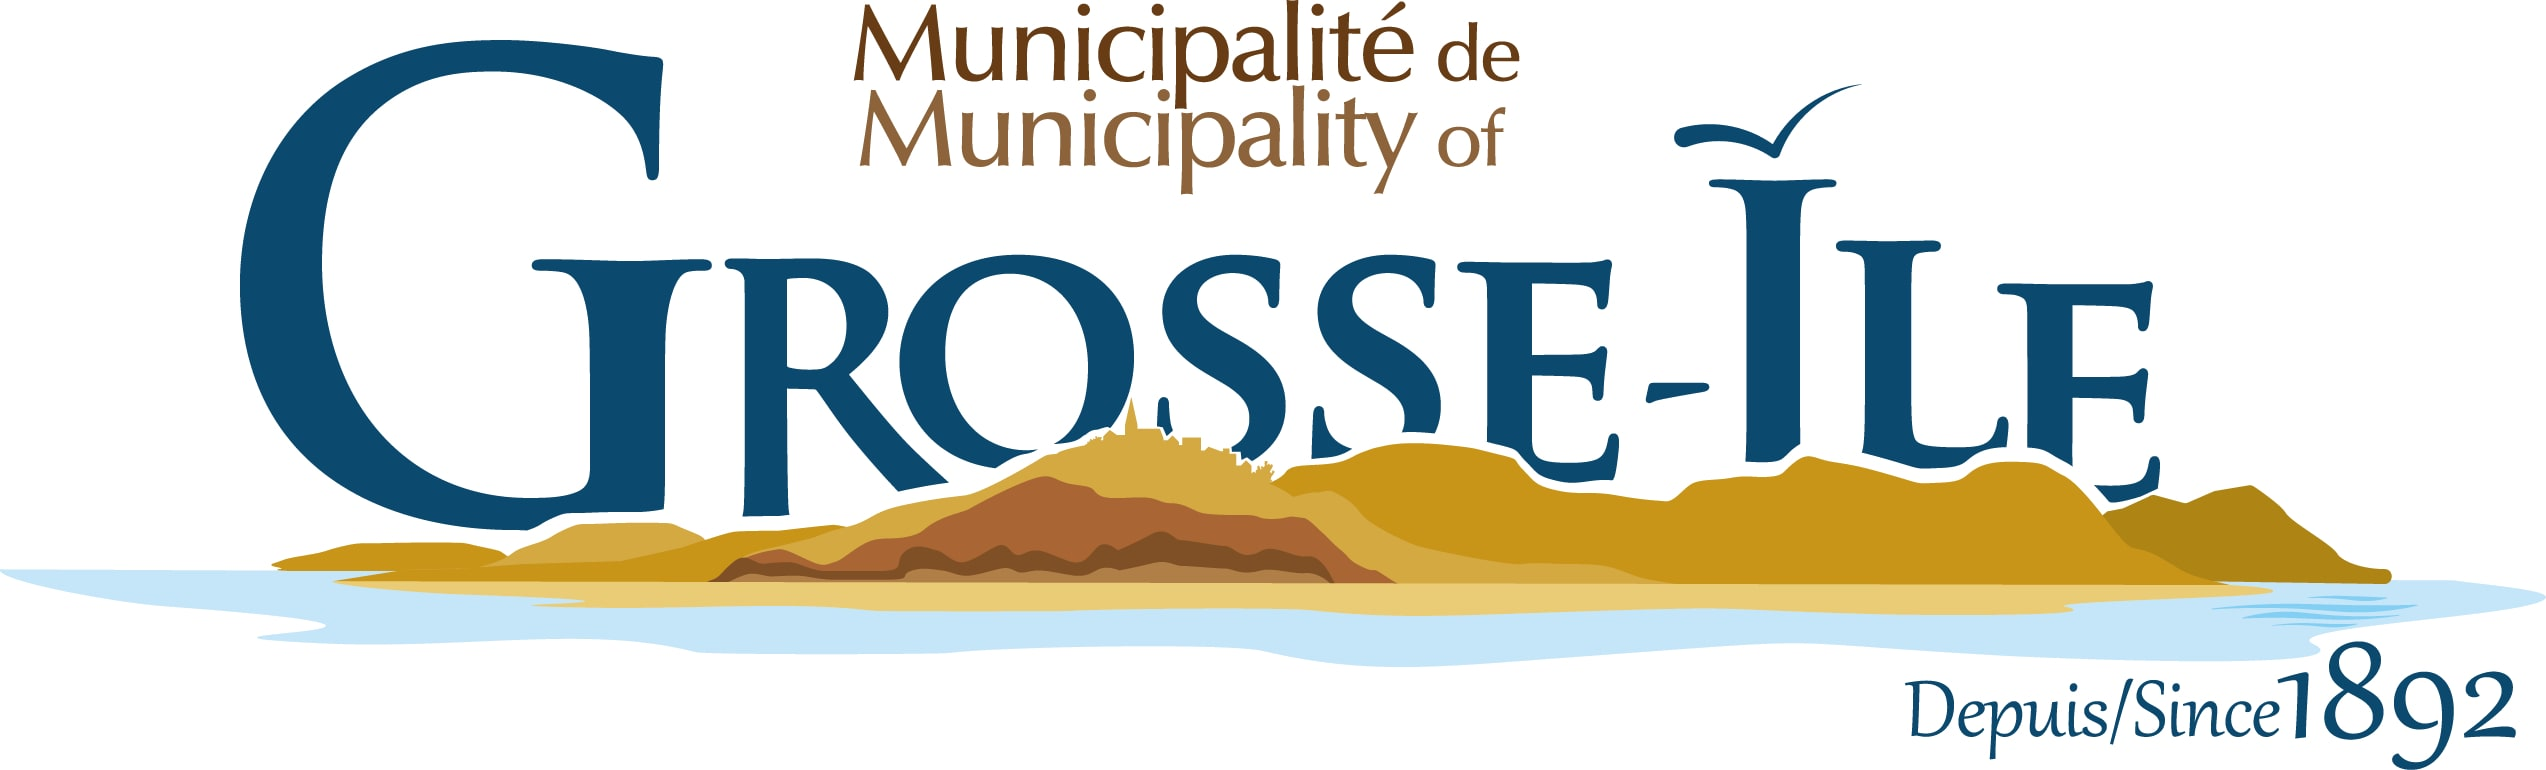 Municipalité de
Municipality of
GROSSE-ÎLE
Depuis/Since 1892